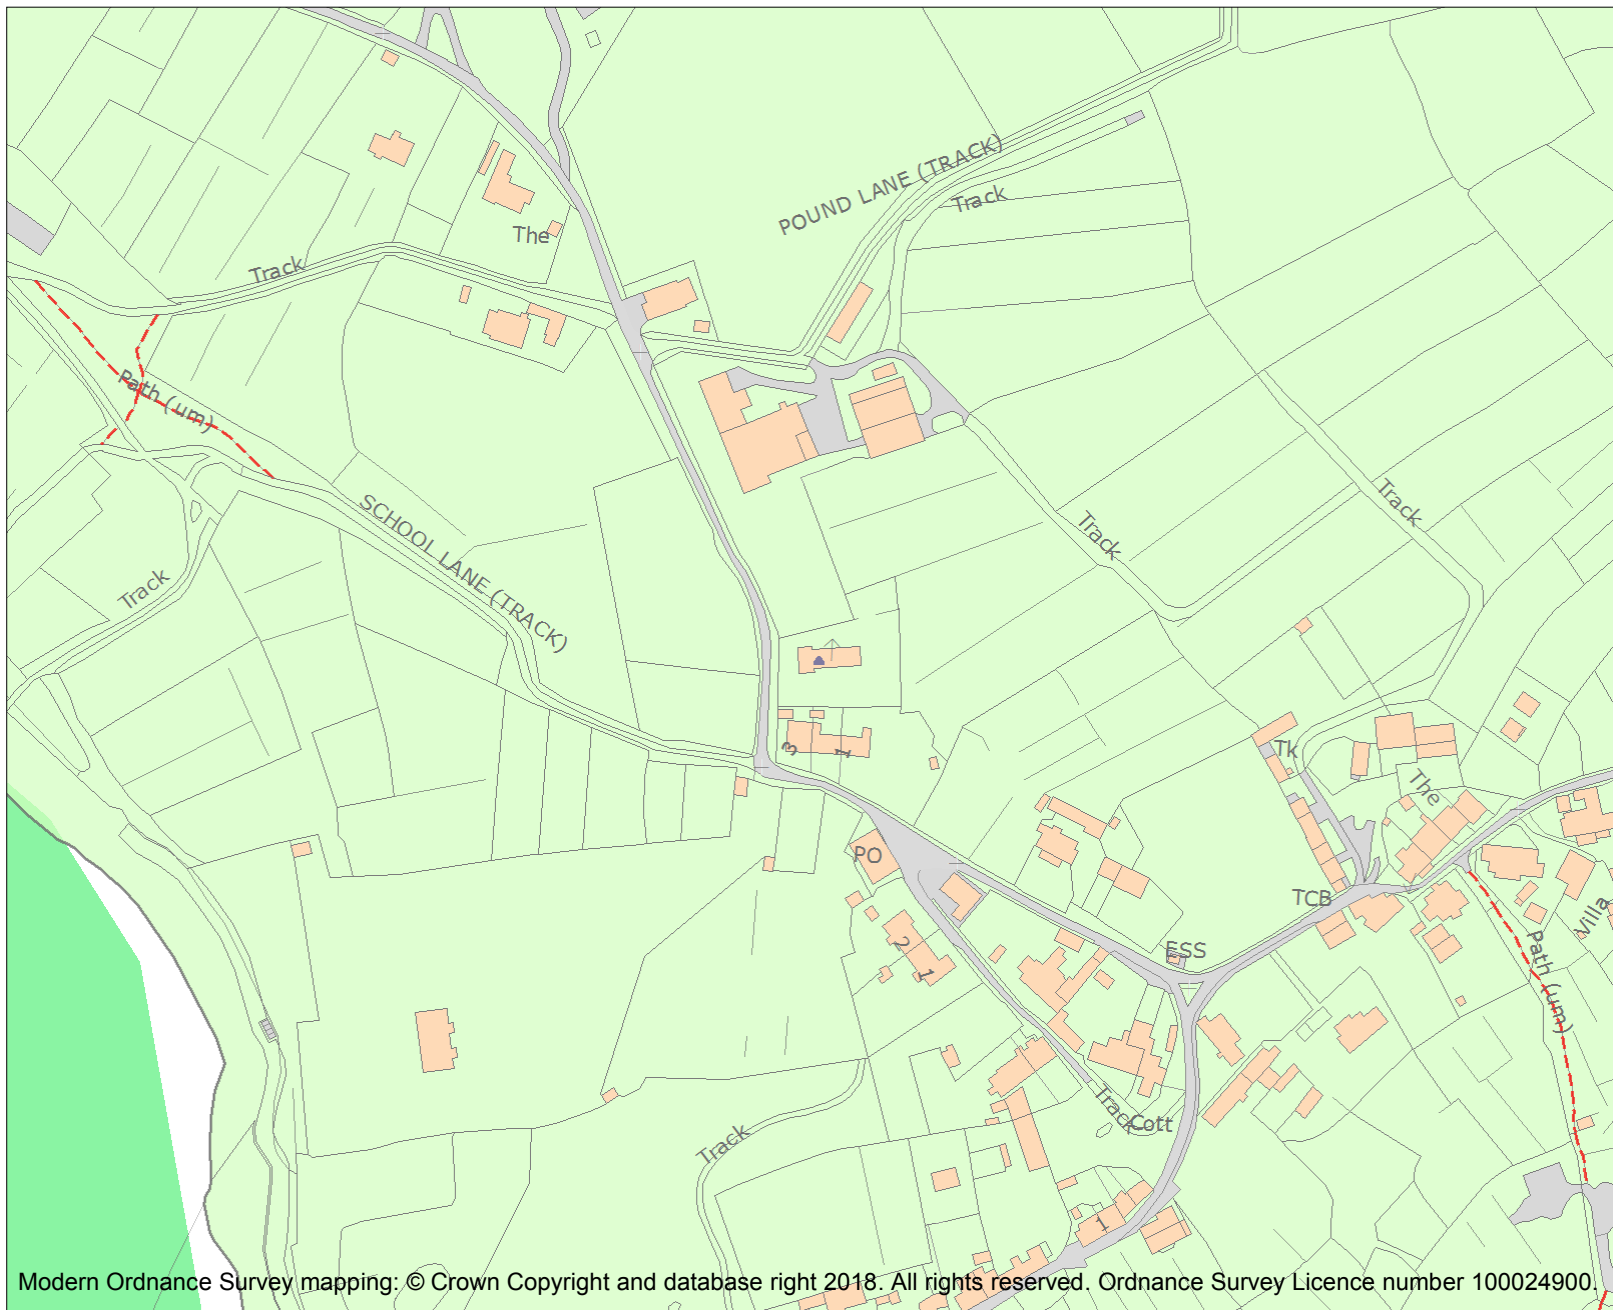 POUND LANE (TRACK)
Track
The
Track
Path (um)
SCHOOL LANE (TRACK)
Track
Track
Track
3
1
Tk
The
PO
TCB
Villa
2
1
ESS
Path (um)
Track
Cott
Track
1
Modern Ordnance Survey mapping: © Crown Copyright and database right 2018. All rights reserved. Ordnance Survey Licence number 100024900.